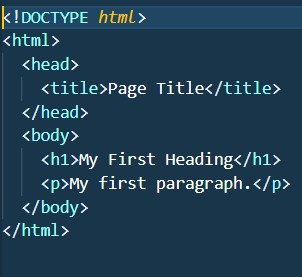 <!DOCTYPE html>
<html>
  <head>
    <title>Page Title</title>
  </head>
  <body>
    <h1>My First Heading</h1>
    <p>My first paragraph.</p>
  </body>
</html>